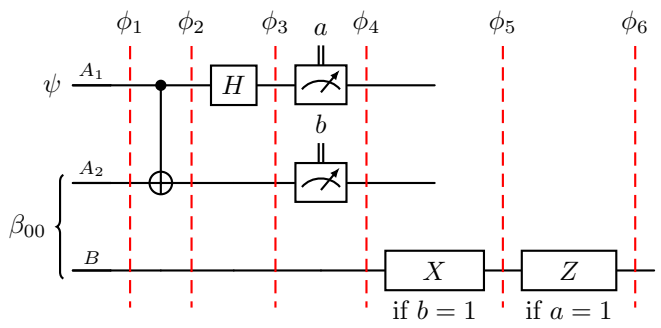 ϕ₁ ϕ₂ ϕ₃ a ϕ₄ ϕ₅ ϕ₆
ψ A₁ H
b
A₂
β₀₀
B X Z
if b = 1 if a = 1